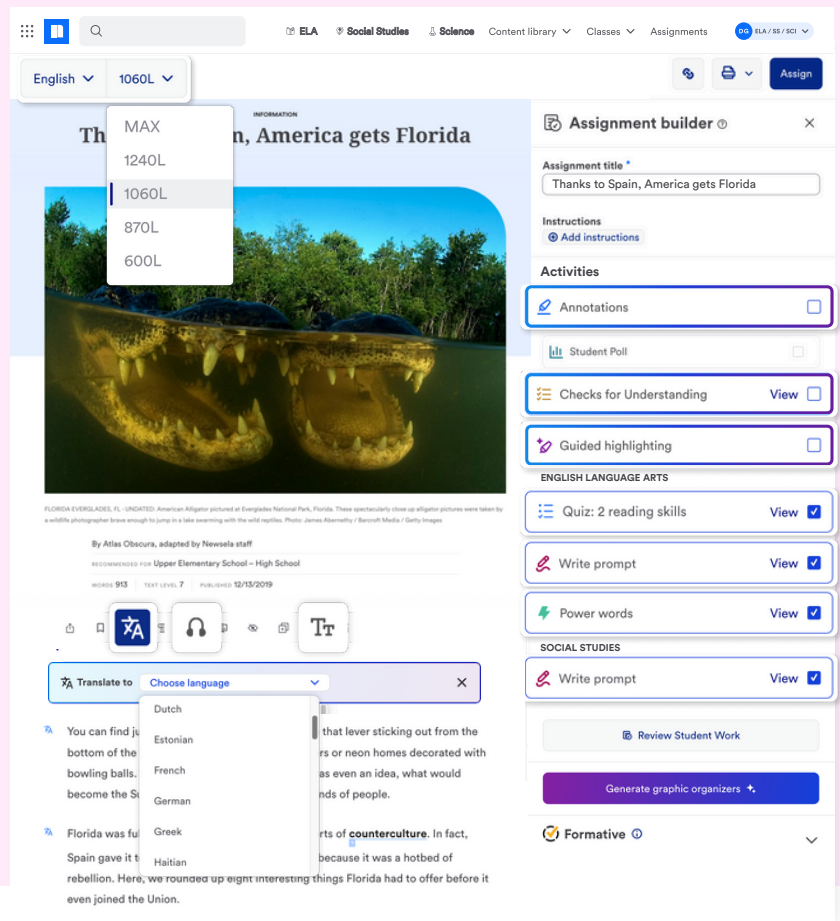 ELA
Social Studies
Science
Content library
Classes
Assignments
DG
ELA / SS / SCI
English
1060L
Assign
MAX
1240L
1060L
870L
600L
INFORMATION
Th n, America gets Florida
FLORIDA EVERGLADES, FL - UNDATED: American Alligator pictured at Everglades National Park, Florida. These spectacularly close up alligator pictures were taken by
a wildlife photographer brave enough to jump in a lake swarming with the wild reptiles. Photo: James Abernethy / Barcroft Media / Getty Images
By Atlas Obscura, adapted by Newsela staff
RECOMMENDED FOR Upper Elementary School – High School
WORDS 913 TEXT LEVEL 7 PUBLISHED 12/13/2019
Translate to
Choose language
Dutch
Estonian
French
German
Greek
Haitian
You can find ju that lever sticking out from the
bottom of the rs or neon homes decorated with
bowling balls. as even an idea, what would
become the Su nds of people.
Florida was ful rts of counterculture. In fact,
Spain gave it t because it was a hotbed of
rebellion. Here, we rounded up eight interesting things Florida had to offer before it
even joined the Union.
Assignment builder
Assignment title *
Thanks to Spain, America gets Florida
Instructions
Add instructions
Activities
Annotations
Student Poll
Checks for Understanding View
Guided highlighting
ENGLISH LANGUAGE ARTS
Quiz: 2 reading skills View
Write prompt View
Power words View
SOCIAL STUDIES
Write prompt View
Review Student Work
Generate graphic organizers
Formative